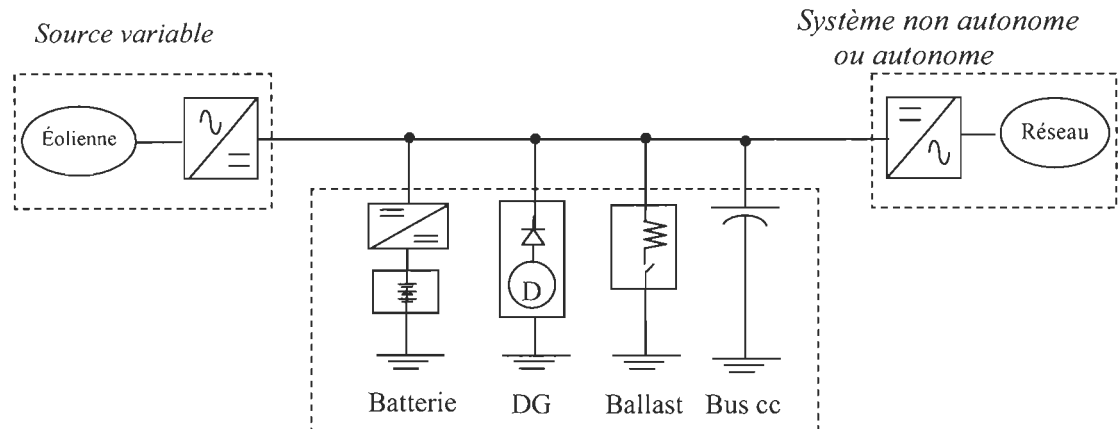 Source variable
Système non autonome
ou autonome
Éolienne
Réseau
D
Batterie
DG
Ballast
Bus cc